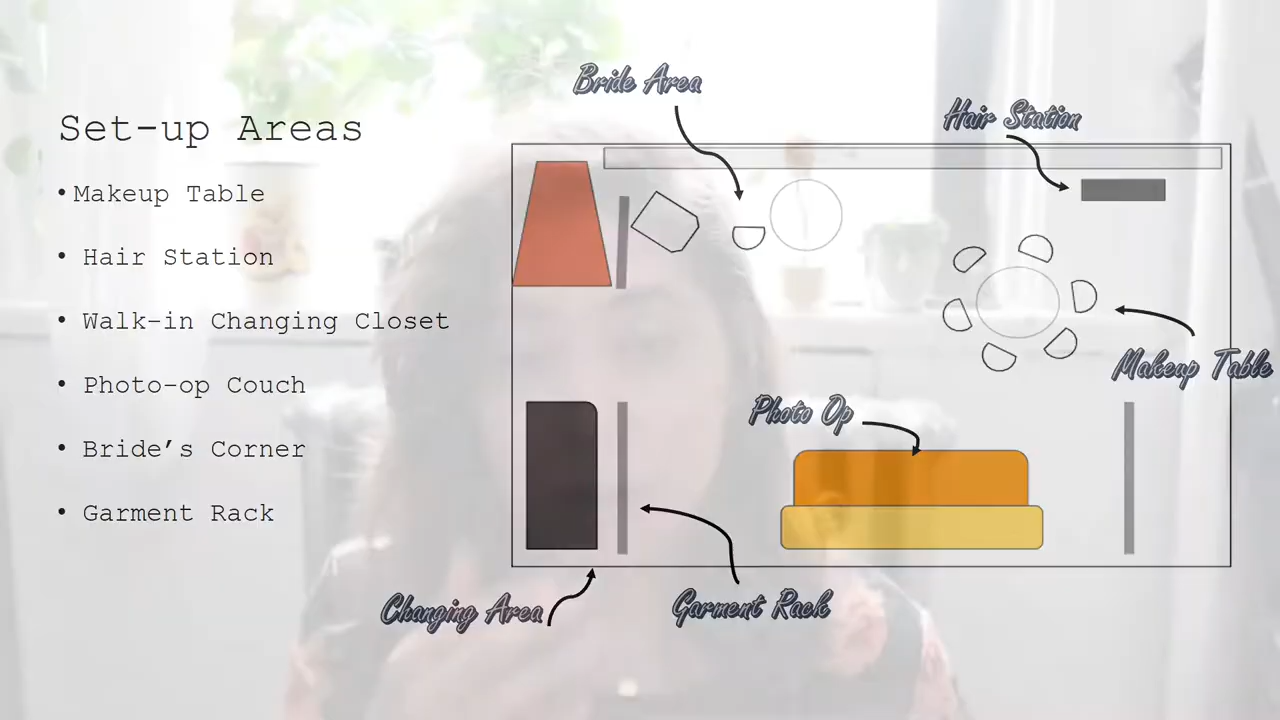 Set-up Areas
• Makeup Table
• Hair Station
• Walk-in Changing Closet
• Photo-op Couch
• Bride’s Corner
• Garment Rack
Bride Area
Hair Station
Makeup Table
Photo Op
Changing Area
Garment Rack